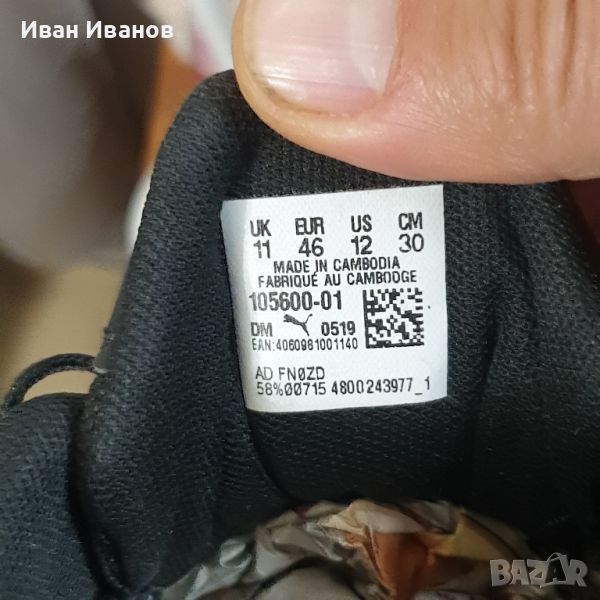 Иван Иванов
UK EUR US CM
11 46 12 30
MADE IN CAMBODIA
FABRIQUÉ AU CAMBODGE
105600-01
DM 0519
EAN:4060981001140
AD FN0ZD
58%00715 4800243977_1
BAZAR